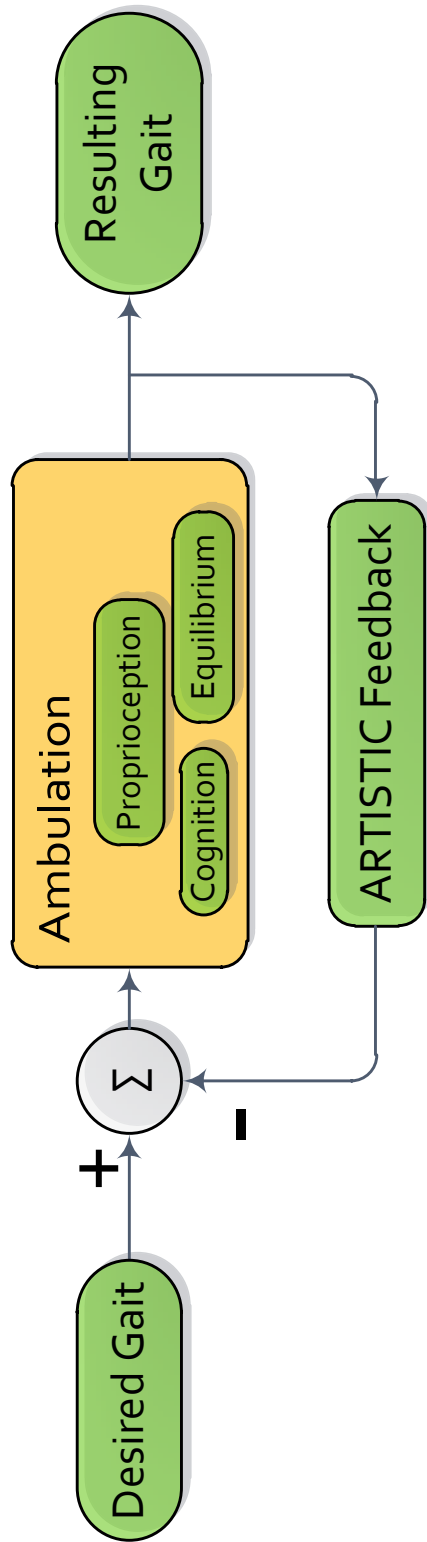 Desired Gait
+
Σ
-
Ambulation
Proprioception
Cognition
Equilibrium
ARTISTIC Feedback
Resulting
Gait